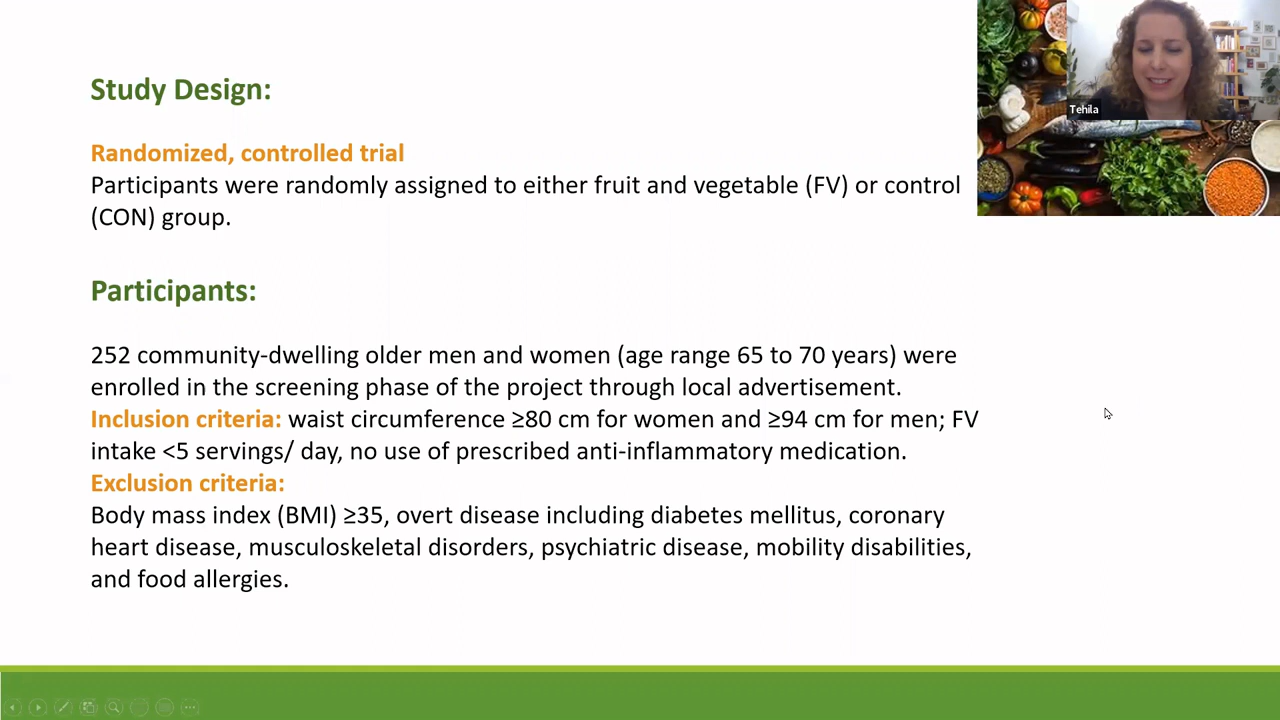 Study Design:
Randomized, controlled trial
Participants were randomly assigned to either fruit and vegetable (FV) or control
(CON) group.
Participants:
252 community-dwelling older men and women (age range 65 to 70 years) were
enrolled in the screening phase of the project through local advertisement.
Inclusion criteria: waist circumference ≥80 cm for women and ≥94 cm for men; FV
intake <5 servings/ day, no use of prescribed anti-inflammatory medication.
Exclusion criteria:
Body mass index (BMI) ≥35, overt disease including diabetes mellitus, coronary
heart disease, musculoskeletal disorders, psychiatric disease, mobility disabilities,
and food allergies.
Tehila